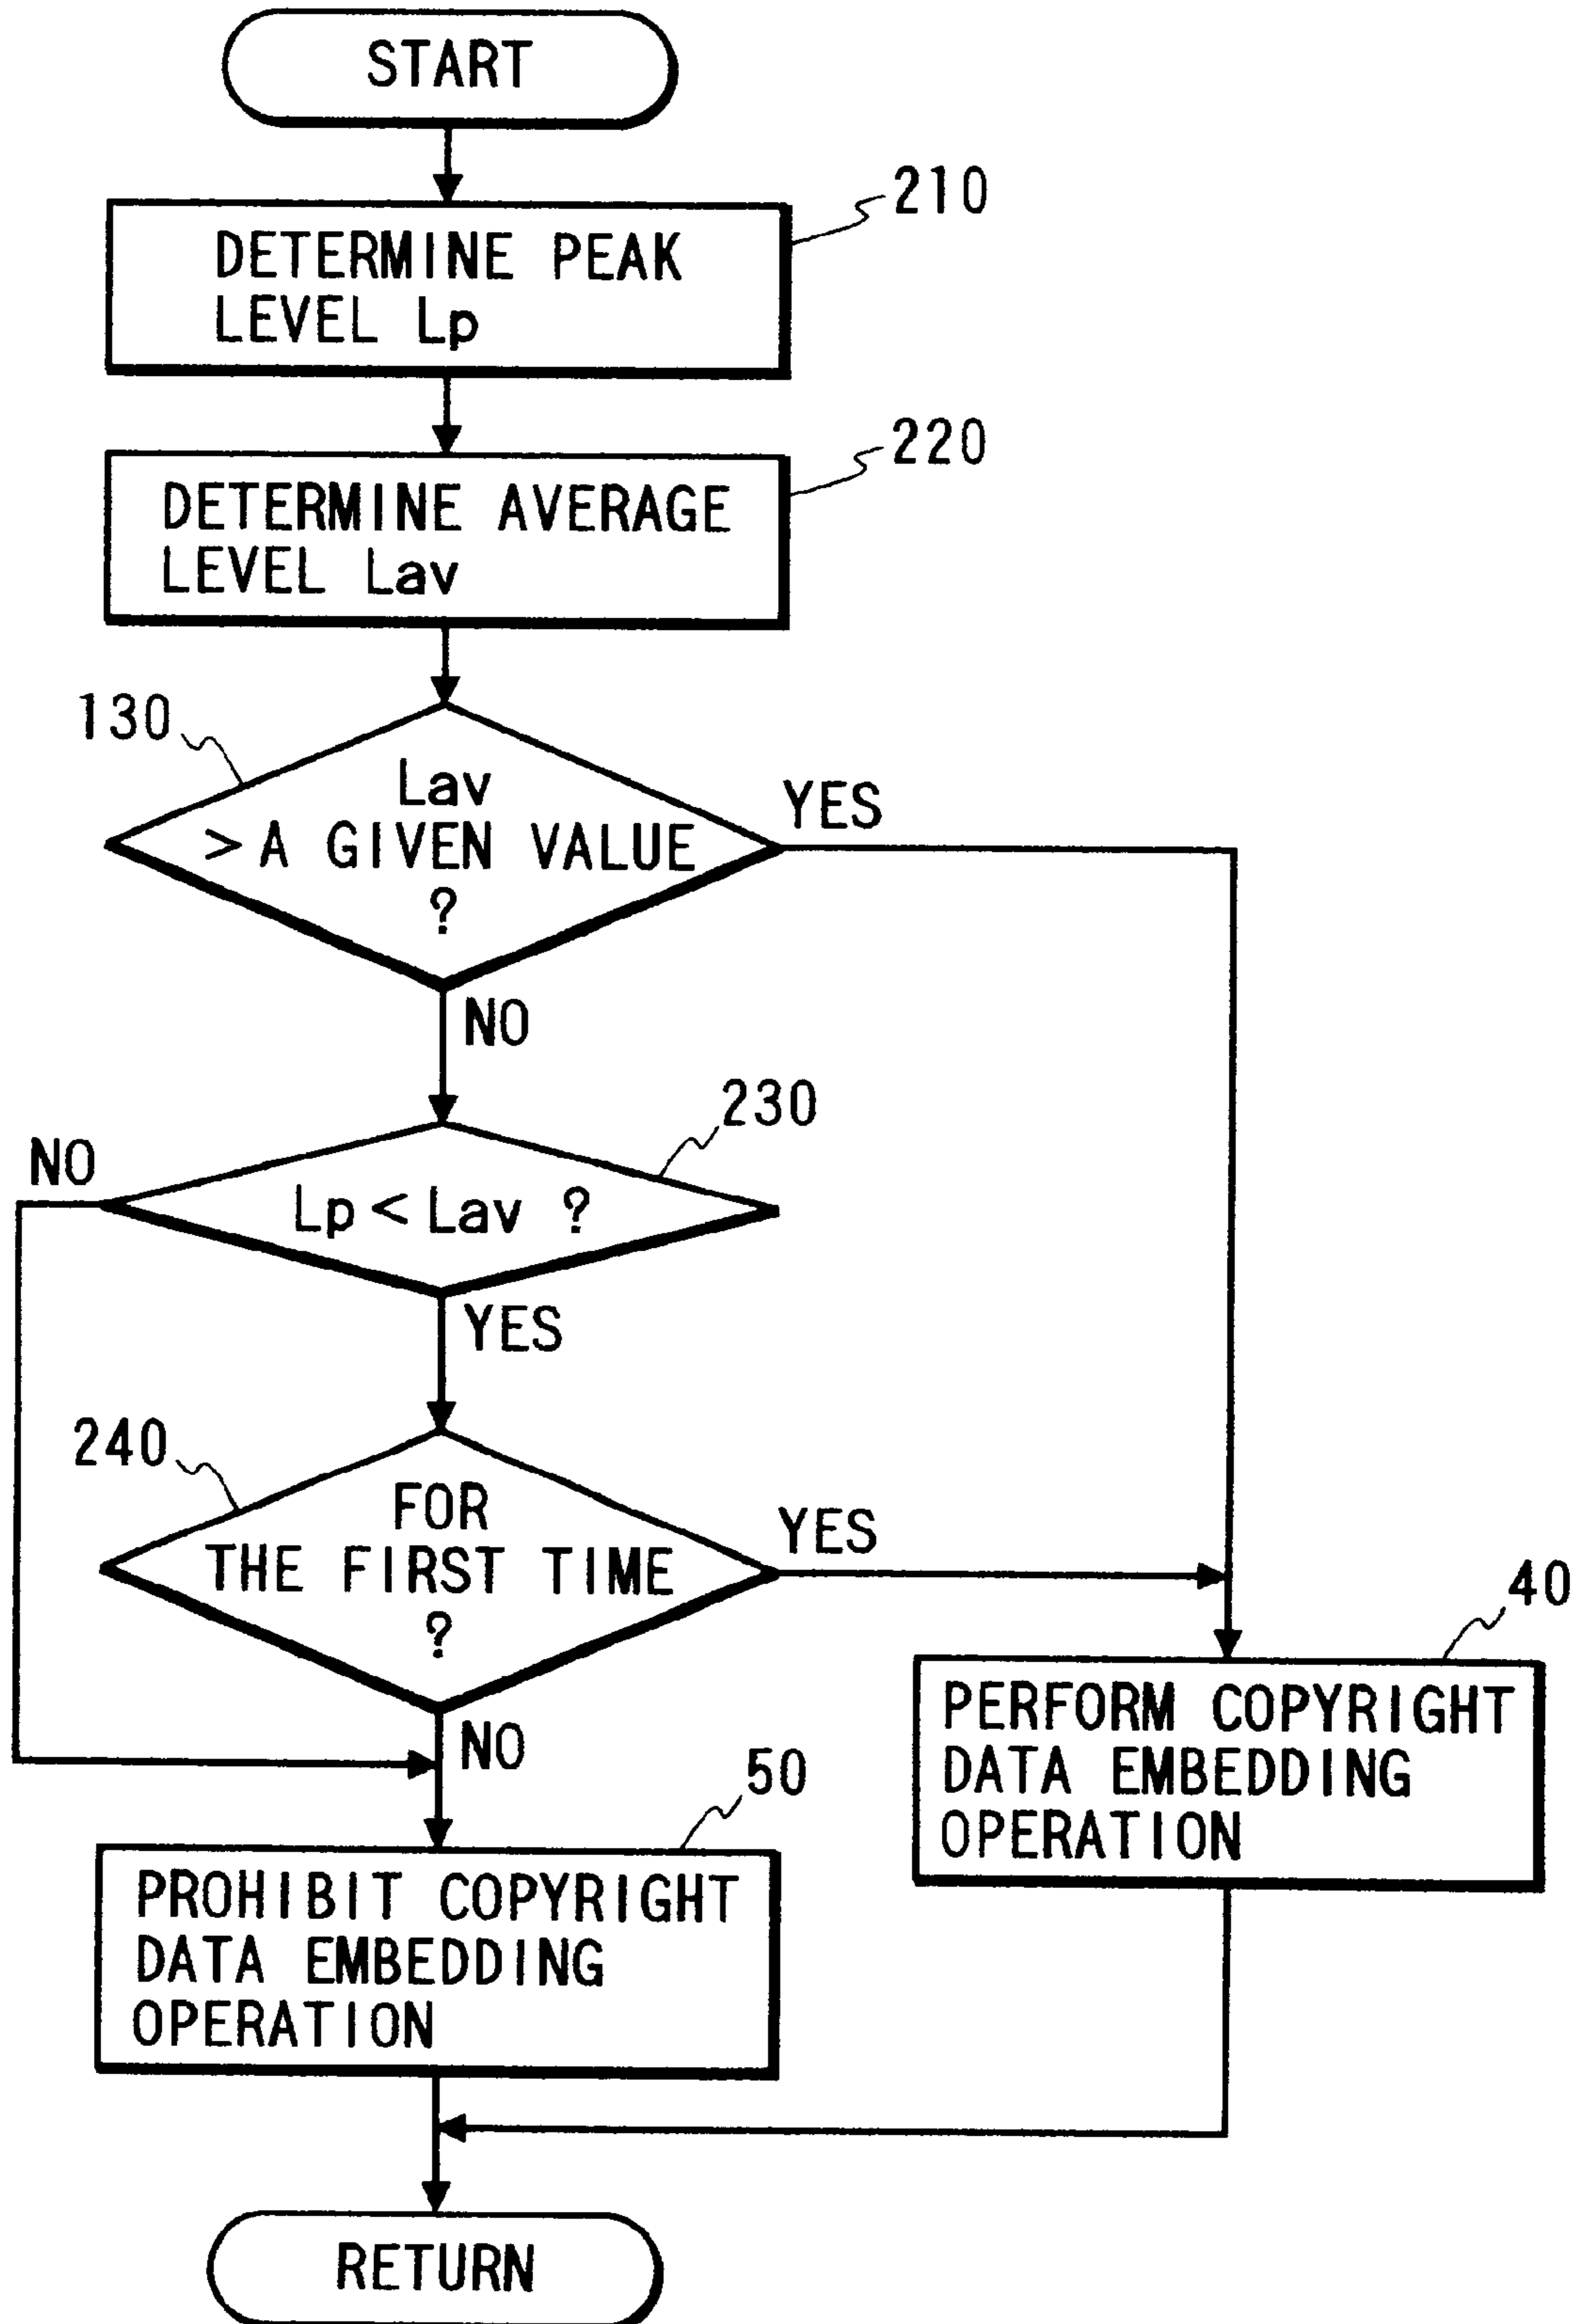 START
210
DETERMINE PEAK
LEVEL Lp
220
DETERMINE AVERAGE
LEVEL Lav
130
Lav
> A GIVEN VALUE
?
YES
NO
230
NO
Lp < Lav ?
YES
240
FOR
THE FIRST TIME
?
YES
40
PERFORM COPYRIGHT
DATA EMBEDDING
OPERATION
NO
50
PROHIBIT COPYRIGHT
DATA EMBEDDING
OPERATION
RETURN